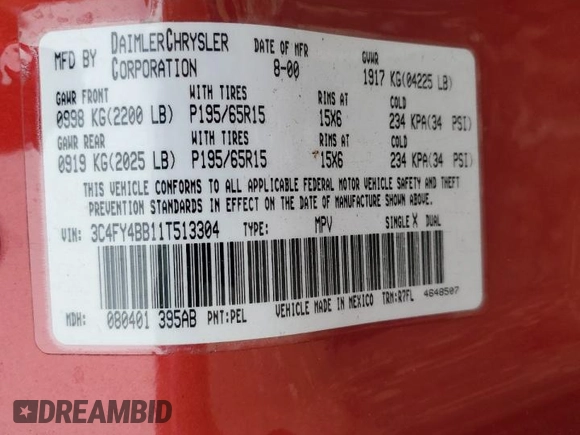 MFD BY DAIMLERCHRYSLER CORPORATION DATE OF MFR 8-00 GVWR 1917 KG(04225 LB)
GAWR FRONT WITH TIRES RIMS AT COLD
0998 KG(2200 LB) P195/65R15 15X6 234 KPA(34 PSI)
GAWR REAR WITH TIRES RIMS AT COLD
0919 KG(2025 LB) P195/65R15 15X6 234 KPA(34 PSI)
THIS VEHICLE CONFORMS TO ALL APPLICABLE FEDERAL MOTOR VEHICLE SAFETY AND THEFT
PREVENTION STANDARDS IN EFFECT ON THE DATE OF MANUFACTURE SHOWN ABOVE.
VIN: 3C4FY4BB11T513304 TYPE: MPV SINGLE X DUAL
MDH: 080401 395AB PNT:PEL VEHICLE MADE IN MEXICO TRM:R7FL 4648507
DREAMBID